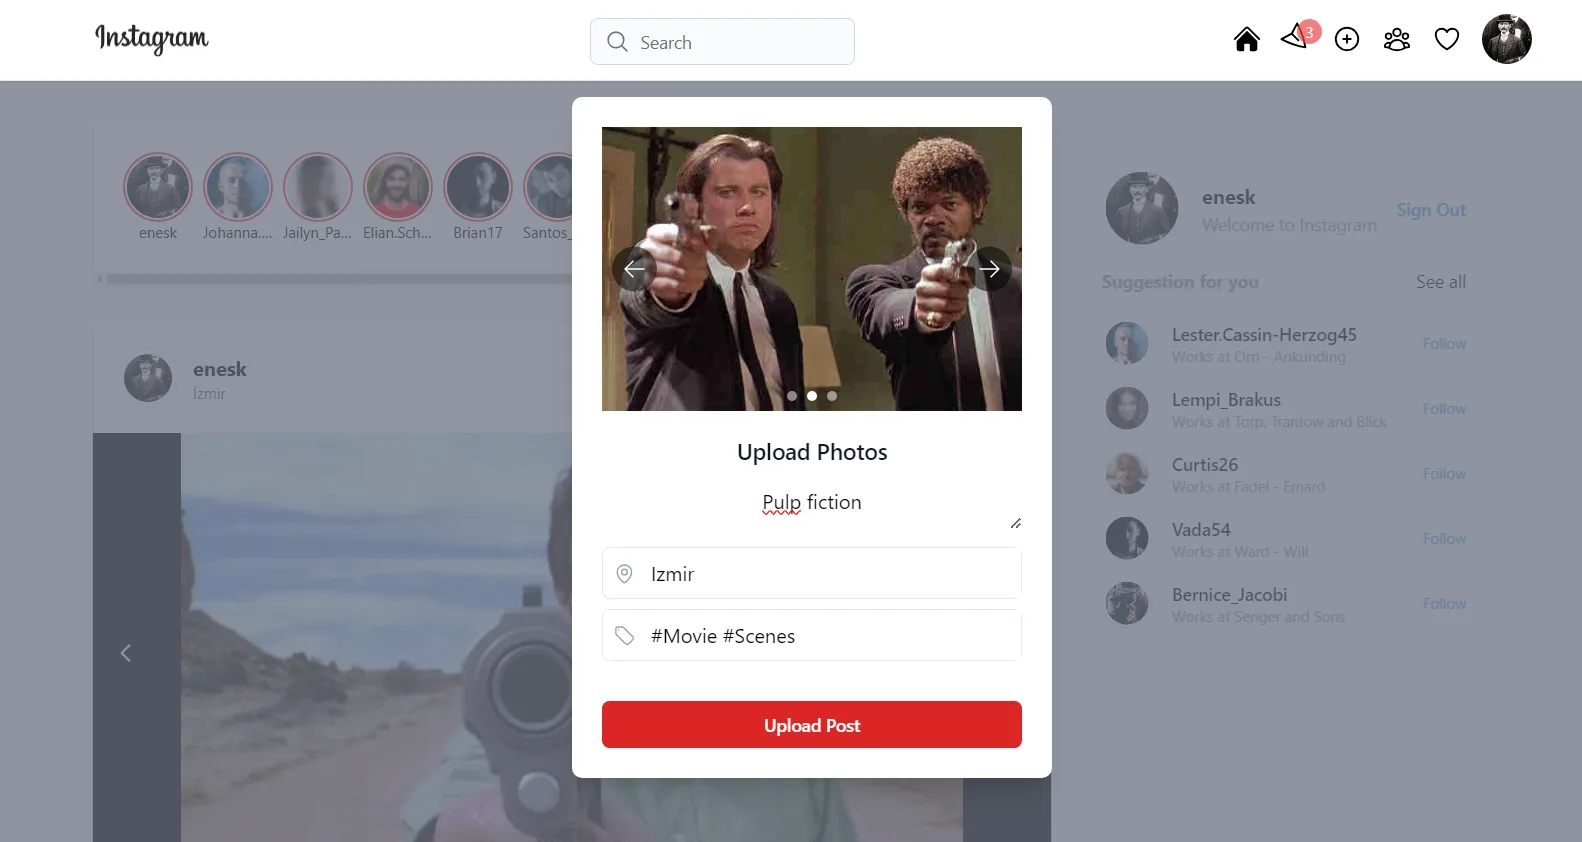 Instagram
Search
3
enesk
Johanna....
Jailyn_Pa...
Elian.Sch...
Brian17
Santos_
enesk
Izmir
Upload Photos
Pulp fiction
Izmir
#Movie #Scenes
Upload Post
enesk
Welcome to Instagram
Sign Out
Suggestion for you
See all
Lester.Cassin-Herzog45
Works at Orn - Ankunding
Follow
Lempi_Brakus
Works at Torp, Trantow and Blick
Follow
Curtis26
Works at Fadel - Emard
Follow
Vada54
Works at Ward - Will
Follow
Bernice_Jacobi
Works at Senger and Sons
Follow